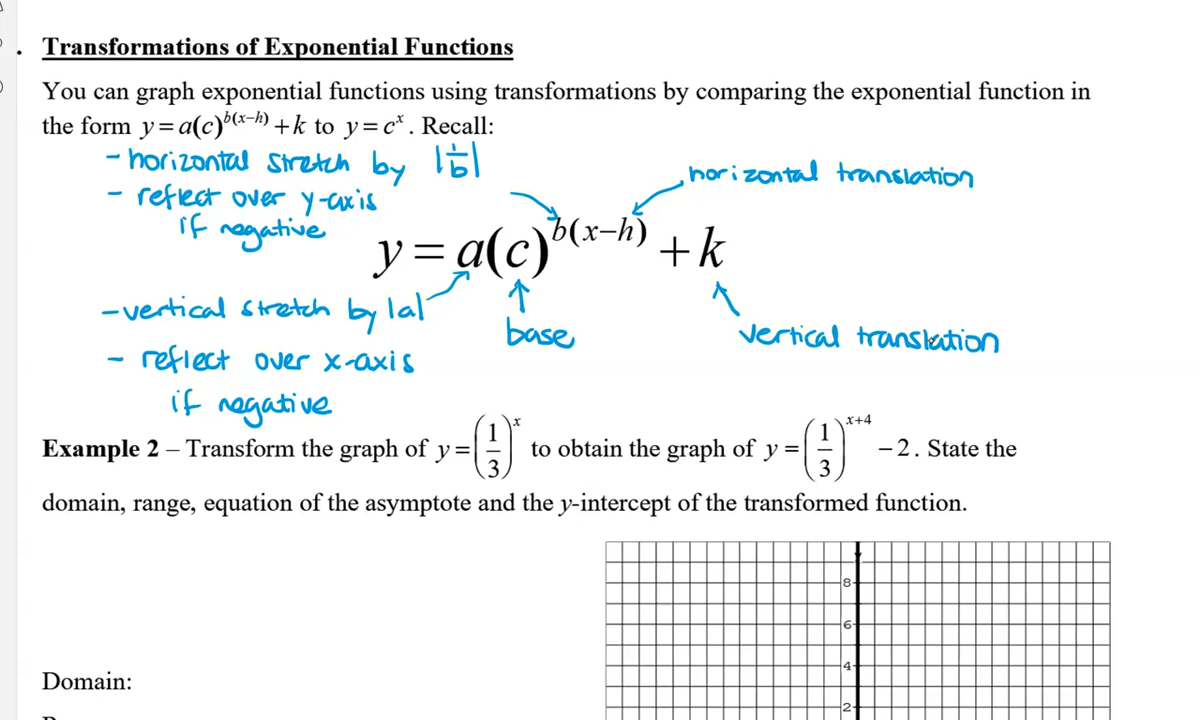 . Transformations of Exponential Functions
You can graph exponential functions using transformations by comparing the exponential function in
the form y = a(c)^{b(x−h)} + k to y = c^x. Recall:
- horizontal stretch by |1/b|
- reflect over y-axis
if negative
horizontal translation
y = a(c)^{b(x−h)} + k
- vertical stretch by |a|
base
vertical translation
- reflect over x-axis
if negative
Example 2 – Transform the graph of y = (1/3)^x to obtain the graph of y = (1/3)^{x+4} − 2. State the
domain, range, equation of the asymptote and the y-intercept of the transformed function.
8
6
4
Domain:
2